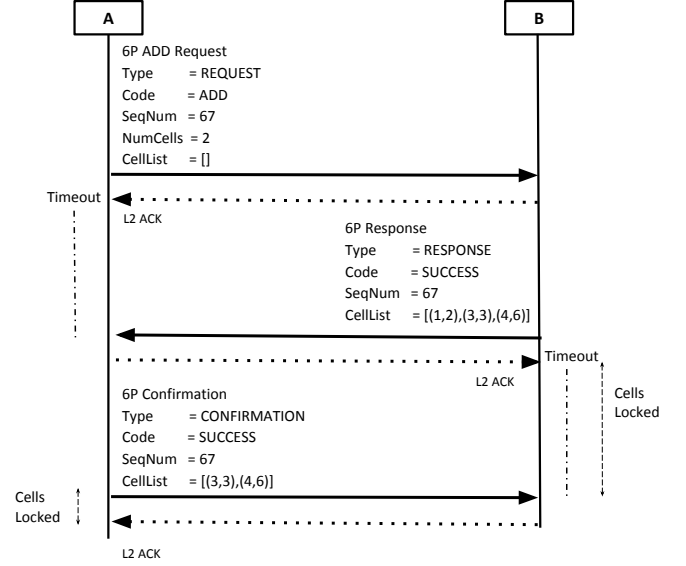 A
B
6P ADD Request
Type = REQUEST
Code = ADD
SeqNum = 67
NumCells = 2
CellList = []
Timeout
L2 ACK
6P Response
Type = RESPONSE
Code = SUCCESS
SeqNum = 67
CellList = [(1,2),(3,3),(4,6)]
Timeout
L2 ACK
Cells
Locked
6P Confirmation
Type = CONFIRMATION
Code = SUCCESS
SeqNum = 67
CellList = [(3,3),(4,6)]
Cells
Locked
L2 ACK